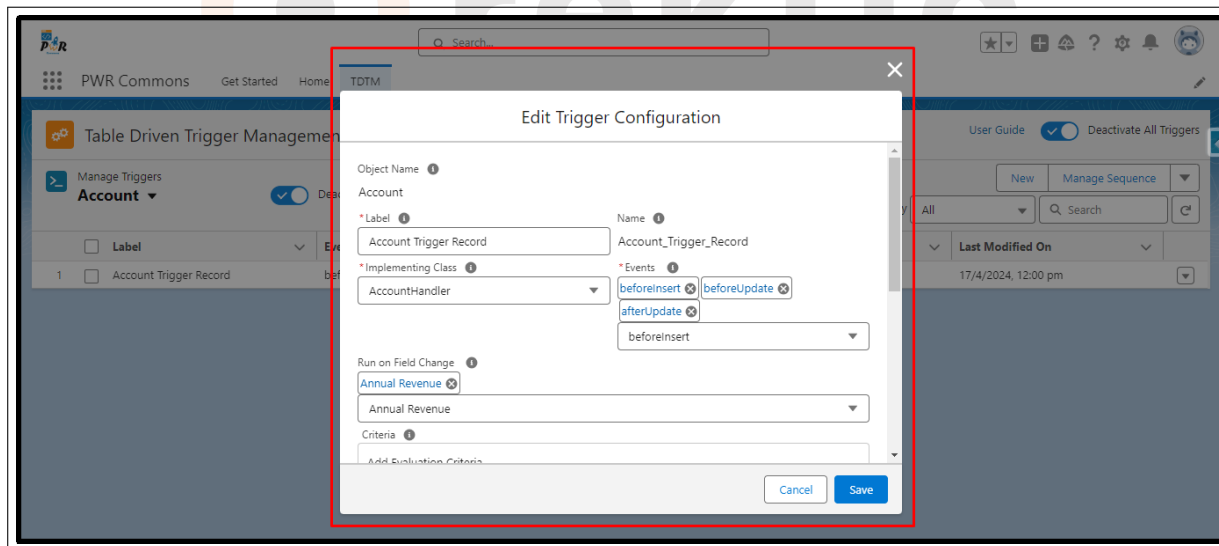 PWR
Search...
PWR Commons Get Started Home TDTM
Edit Trigger Configuration
Table Driven Trigger Managemen
User Guide Deactivate All Triggers
Manage Triggers
Account
New Manage Sequence
All Search
Label
Last Modified On
1 Account Trigger Record
17/4/2024, 12:00 pm
Object Name
Account
*Label Name
Account Trigger Record Account_Trigger_Record
*Implementing Class *Events
AccountHandler beforeInsert beforeUpdate
afterUpdate
beforeInsert
Run on Field Change
Annual Revenue
Annual Revenue
Criteria
Add Evaluation Criteria
Cancel Save